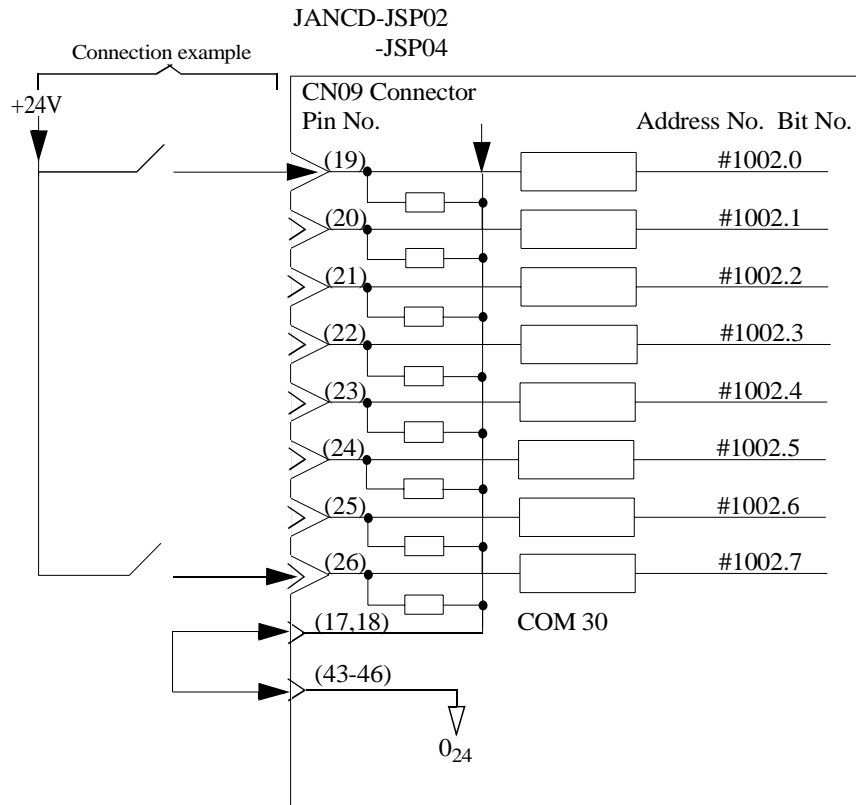 JANCD-JSP02
-JSP04
Connection example
+24V
CN09 Connector
Pin No. Address No. Bit No.
(19) #1002.0
(20) #1002.1
(21) #1002.2
(22) #1002.3
(23) #1002.4
(24) #1002.5
(25) #1002.6
(26) #1002.7
(17,18) COM 30
(43-46)
024